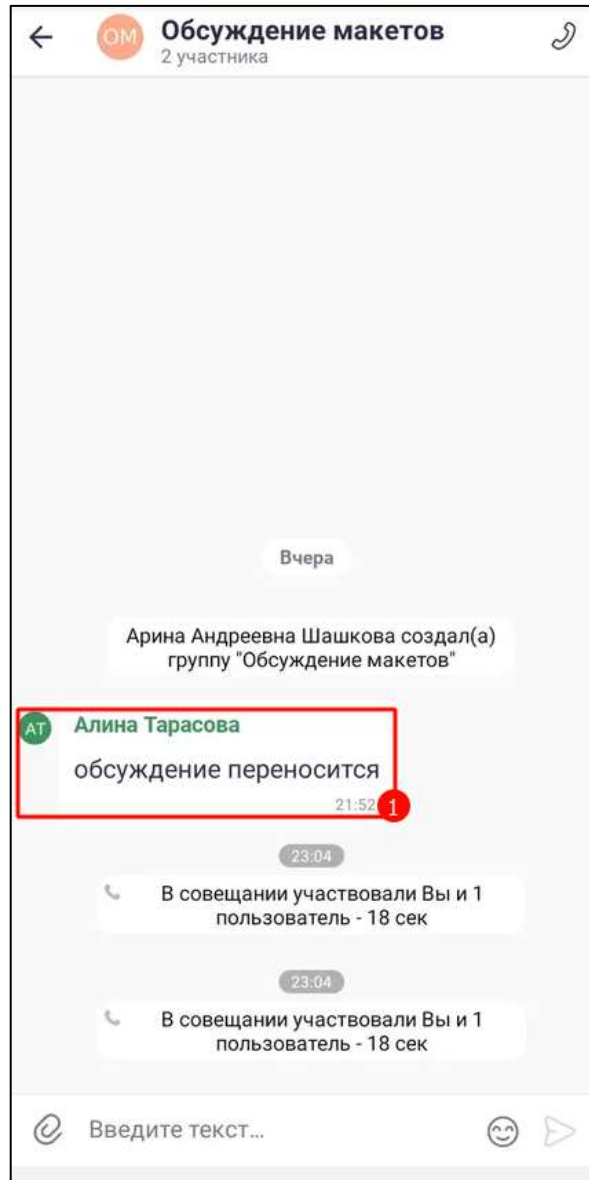 ОМ
Обсуждение макетов
2 участника
Вчера
Арина Андреевна Шашкова создал(а)
группу "Обсуждение макетов"
АТ
Алина Тарасова
обсуждение переносится
21:52
1
23:04
В совещании участвовали Вы и 1
пользователь - 18 сек
23:04
В совещании участвовали Вы и 1
пользователь - 18 сек
Введите текст...